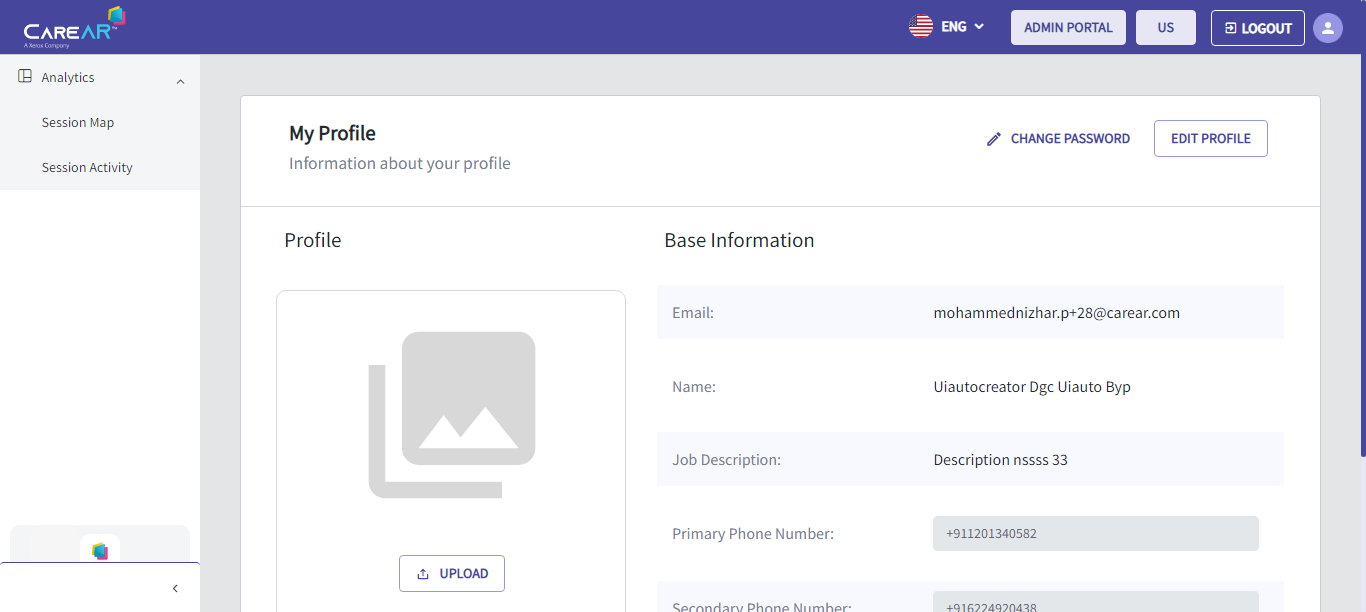 CAREAR™
A Xerox Company
ENG
ADMIN PORTAL
US
LOGOUT
Analytics
Session Map
Session Activity
My Profile
Information about your profile
CHANGE PASSWORD
EDIT PROFILE
Profile
Base Information
Email: mohammednizhar.p+28@carear.com
Name: Uiautocreator Dgc Uiauto Byp
Job Description: Description nssss 33
Primary Phone Number: +911201340582
UPLOAD
Secondary Phone Number: +916224920438